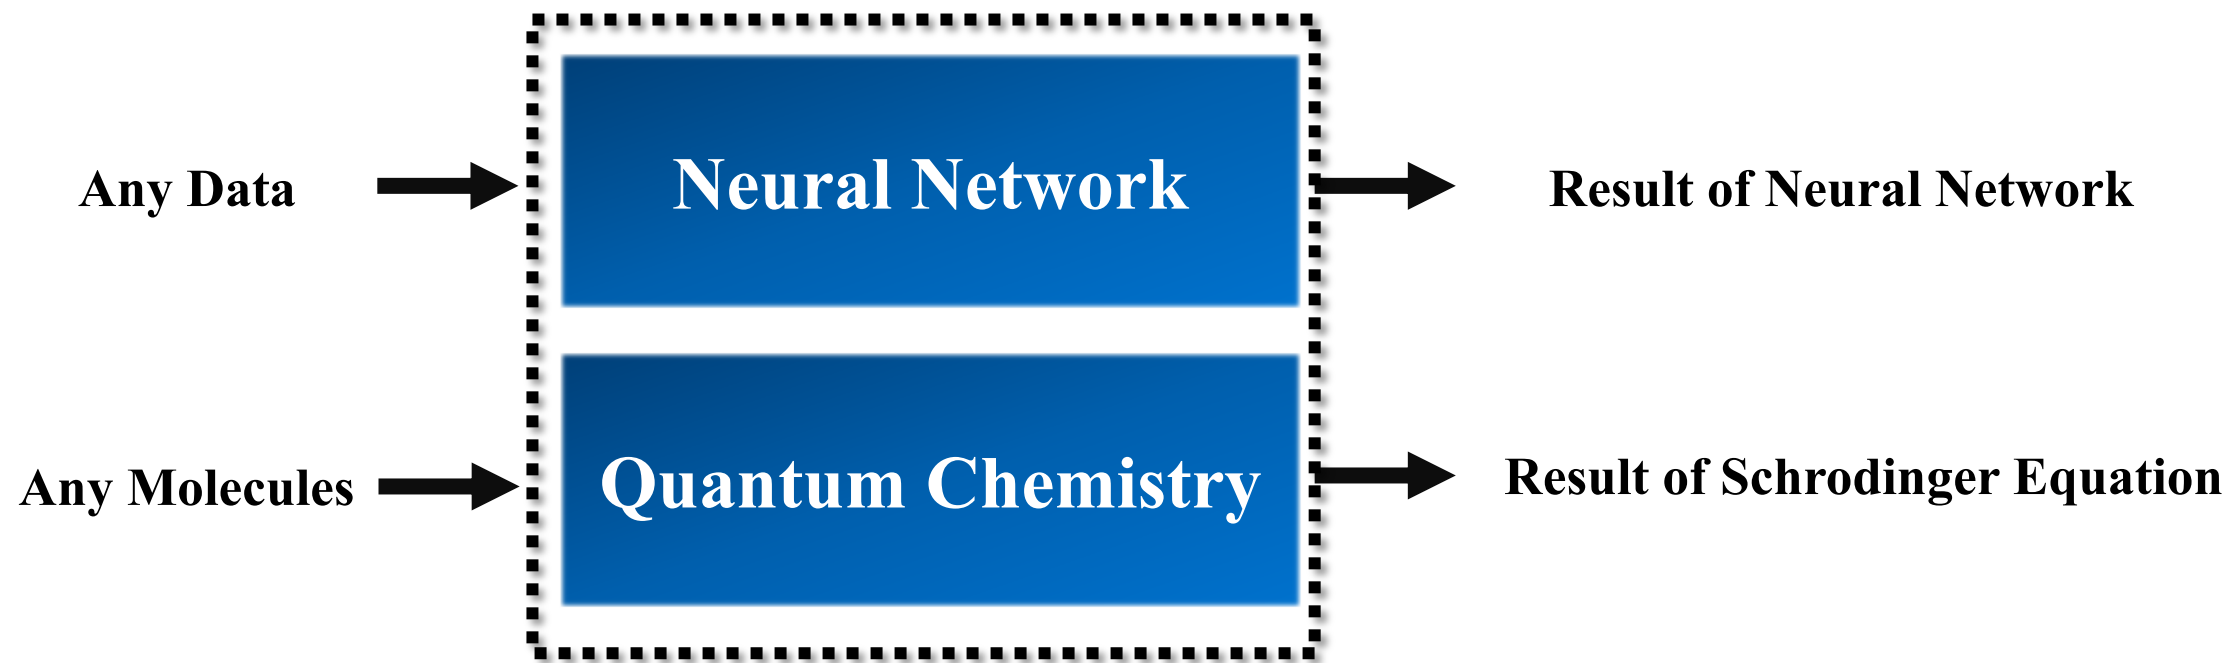 Any Data
Neural Network
Result of Neural Network
Any Molecules
Quantum Chemistry
Result of Schrodinger Equation